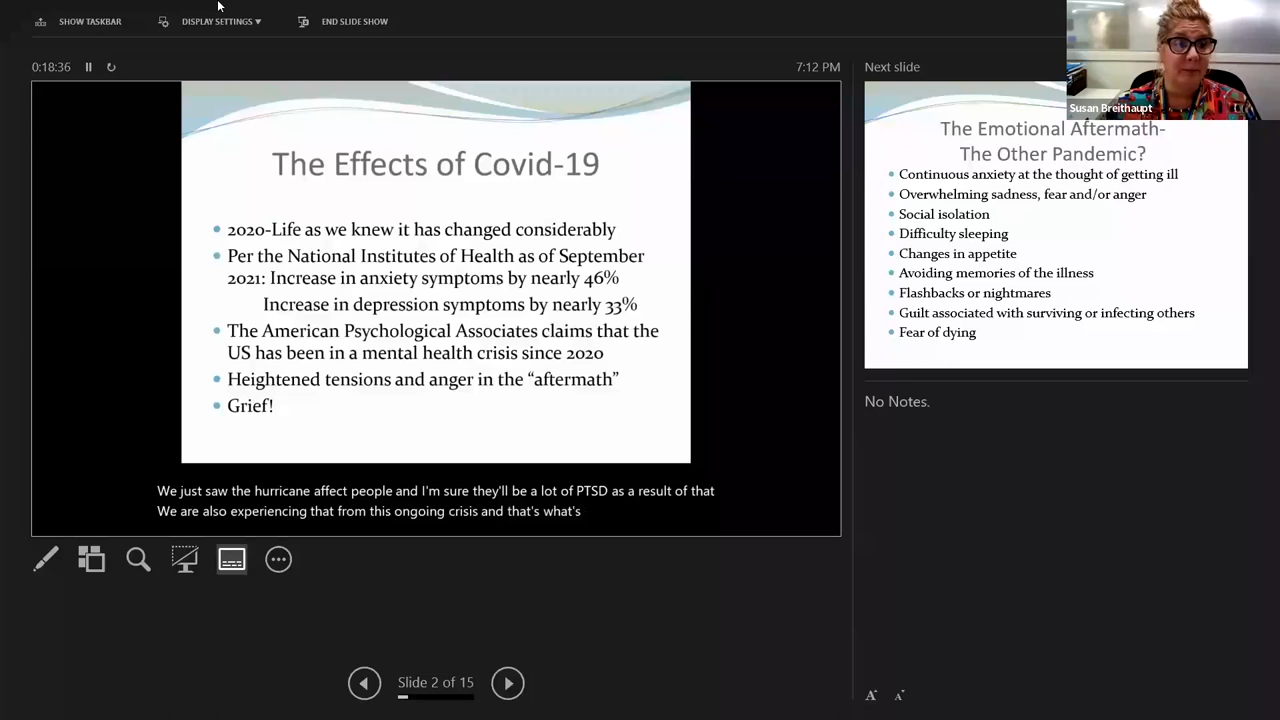 SHOW TASKBAR
DISPLAY SETTINGS ▾
END SLIDE SHOW
0:18:36
7:12 PM
The Effects of Covid-19
• 2020-Life as we knew it has changed considerably
• Per the National Institutes of Health as of September
2021: Increase in anxiety symptoms by nearly 46%
Increase in depression symptoms by nearly 33%
• The American Psychological Associates claims that the
US has been in a mental health crisis since 2020
• Heightened tensions and anger in the “aftermath”
• Grief!
We just saw the hurricane affect people and I'm sure they'll be a lot of PTSD as a result of that
We are also experiencing that from this ongoing crisis and that's what's
Slide 2 of 15
Next slide
Susan Breithaupt
The Emotional Aftermath-
The Other Pandemic?
• Continuous anxiety at the thought of getting ill
• Overwhelming sadness, fear and/or anger
• Social isolation
• Difficulty sleeping
• Changes in appetite
• Avoiding memories of the illness
• Flashbacks or nightmares
• Guilt associated with surviving or infecting others
• Fear of dying
No Notes.
A A